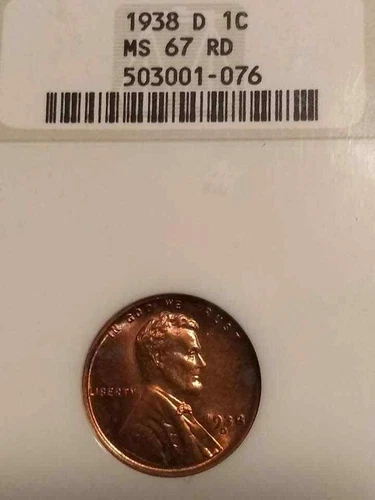 1938 D 1C
MS 67 RD
503001-076
IN GOD WE TRUST
LIBERTY
1938
D